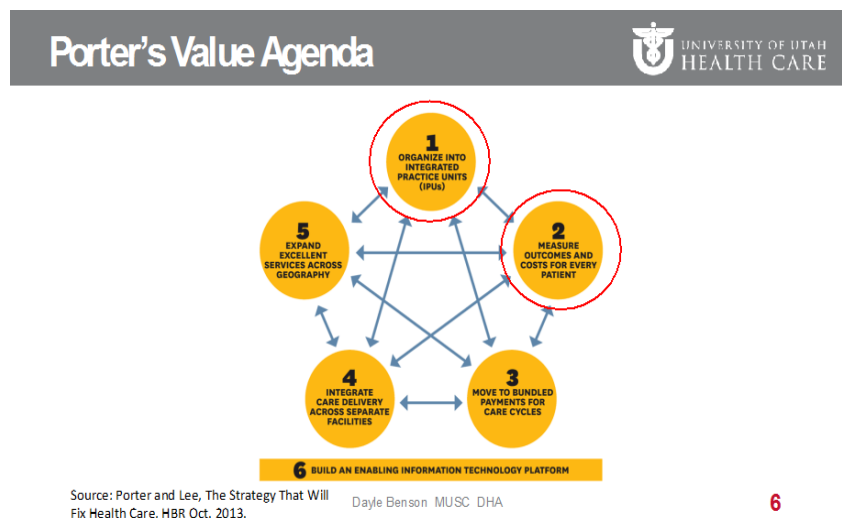 Porter's Value Agenda
UNIVERSITY OF UTAH
HEALTH CARE
1
ORGANIZE INTO
INTEGRATED
PRACTICE UNITS
(IPUs)
2
MEASURE
OUTCOMES AND
COSTS FOR EVERY
PATIENT
3
MOVE TO BUNDLED
PAYMENTS FOR
CARE CYCLES
4
INTEGRATE
CARE DELIVERY
ACROSS SEPARATE
FACILITIES
5
EXPAND
EXCELLENT
SERVICES ACROSS
GEOGRAPHY
6 BUILD AN ENABLING INFORMATION TECHNOLOGY PLATFORM
Source: Porter and Lee, The Strategy That Will
Fix Health Care. HBR Oct. 2013.
Dayle Benson MUSC DHA
6